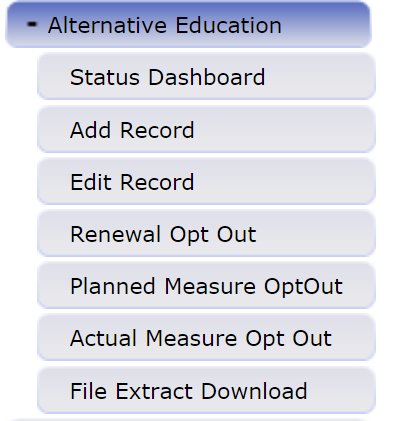 - Alternative Education
Status Dashboard
Add Record
Edit Record
Renewal Opt Out
Planned Measure OptOut
Actual Measure Opt Out
File Extract Download